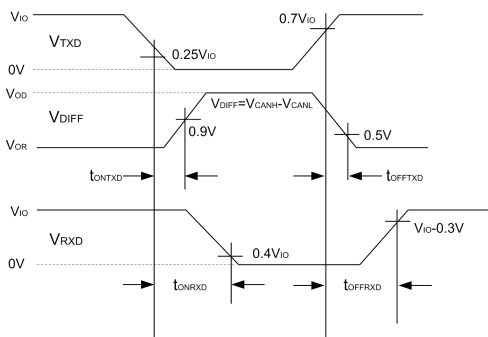 VIO
VTXD
0.7VIO
0.25VIO
0V
VOD
VDIFF=VCANH-VCANL
VDIFF
0.9V
0.5V
VOR
tONTXD
tOFFTXD
VIO
VRXD
VIO-0.3V
0.4VIO
0V
tONRXD
tOFFRXD